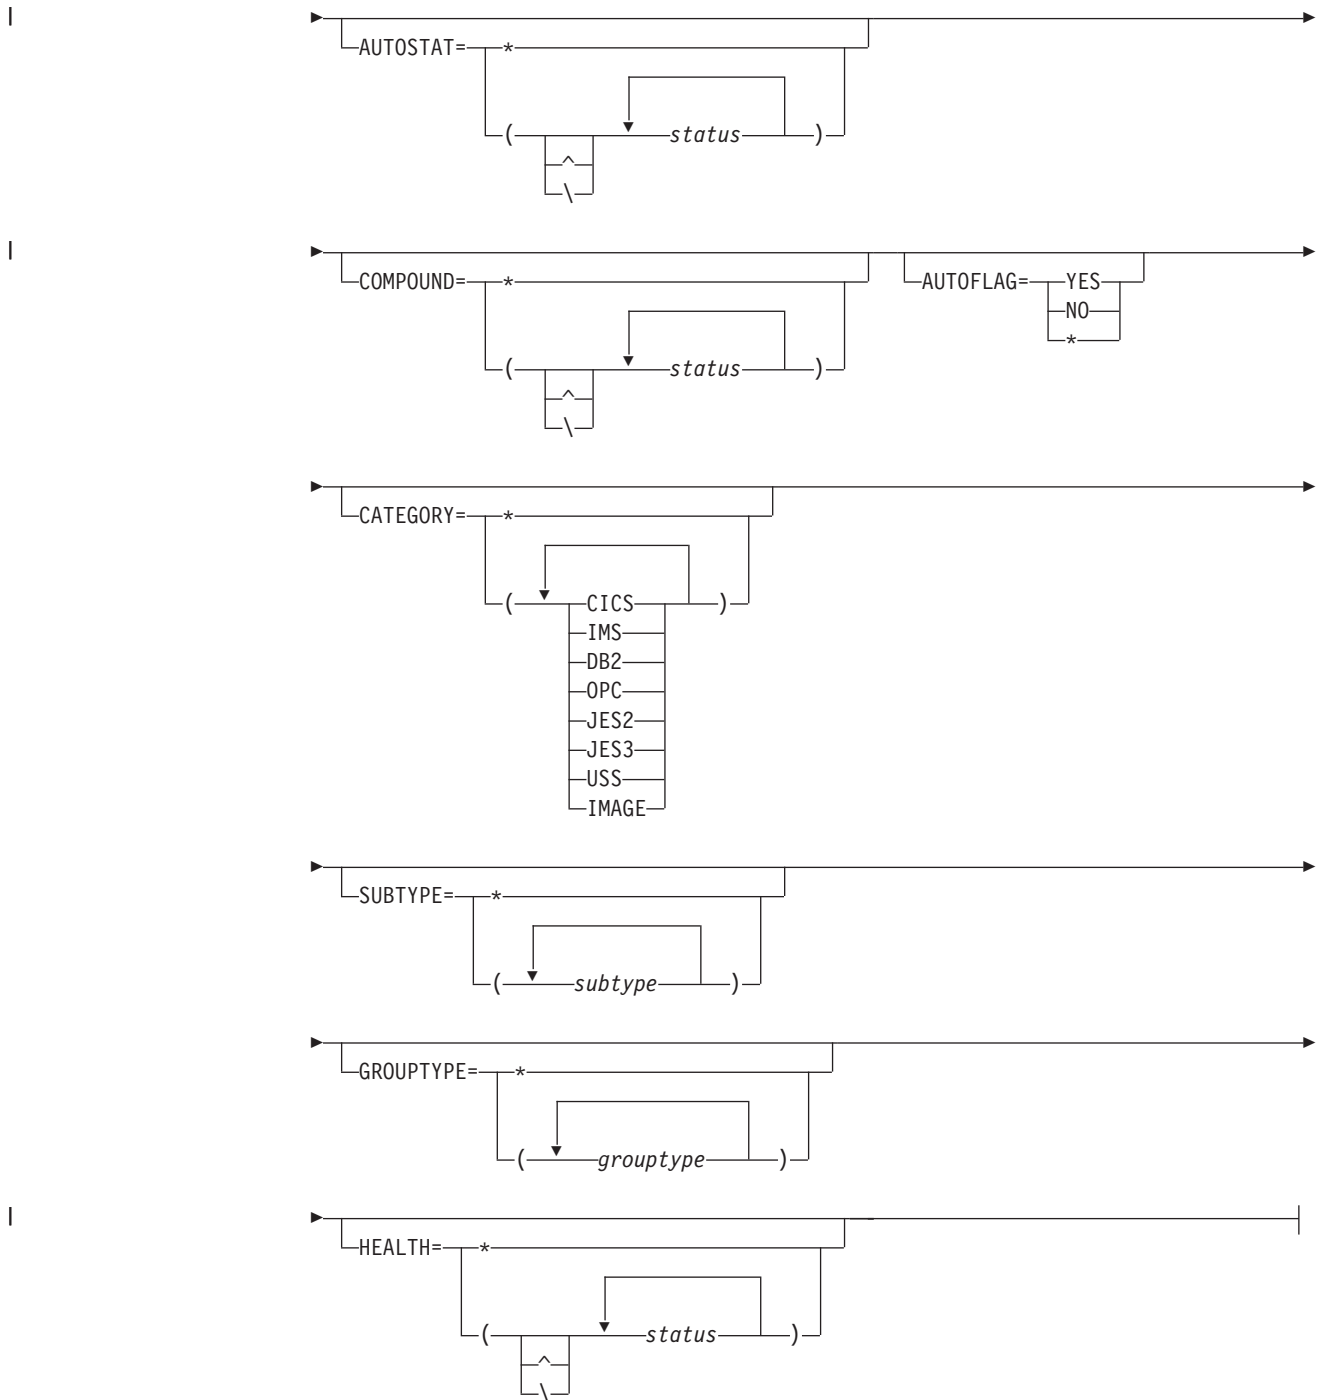 |
AUTOSTAT= *
( status )
^
\
|
COMPOUND= * AUTOFLAG= YES
NO
*
( status )
^
\
CATEGORY= *
( CICS )
IMS
DB2
OPC
JES2
JES3
USS
IMAGE
SUBTYPE= *
( subtype )
GROUPTYPE= *
( grouptype )
|
HEALTH= *
( status )
^
\